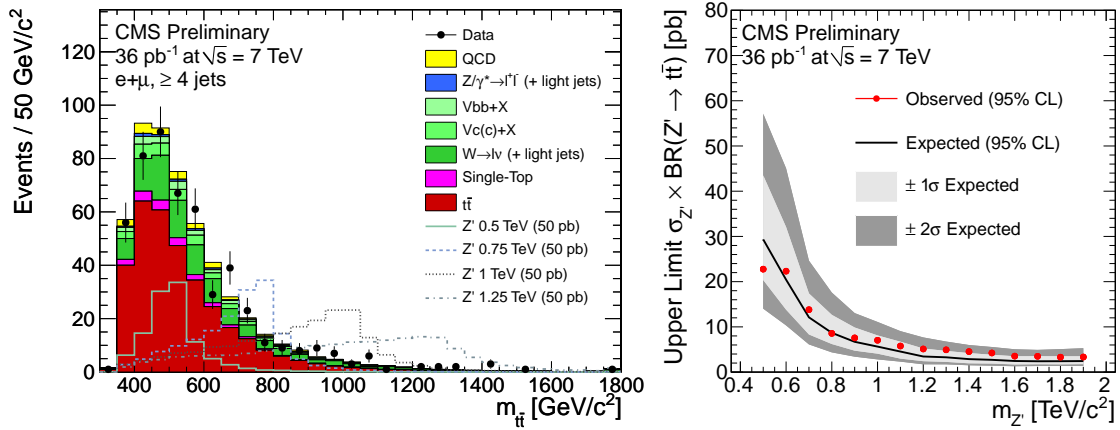 CMS Preliminary
36 pb⁻¹ at √s = 7 TeV
e+μ, ≥ 4 jets
Data
QCD
Z/γ*→l⁺l⁻ (+ light jets)
Vbb+X
Vc(c)+X
W→lν (+ light jets)
Single-Top
tt̄
Z' 0.5 TeV (50 pb)
Z' 0.75 TeV (50 pb)
Z' 1 TeV (50 pb)
Z' 1.25 TeV (50 pb)
Events / 50 GeV/c²
120
100
80
60
40
20
0
400 600 800 1000 1200 1400 1600 1800
m_tt̄ [GeV/c²]
CMS Preliminary
36 pb⁻¹ at √s = 7 TeV
Observed (95% CL)
Expected (95% CL)
± 1σ Expected
± 2σ Expected
Upper Limit σ_Z' × BR(Z' → tt̄) [pb]
80
70
60
50
40
30
20
10
0
0.4 0.6 0.8 1 1.2 1.4 1.6 1.8 2
m_Z' [TeV/c²]